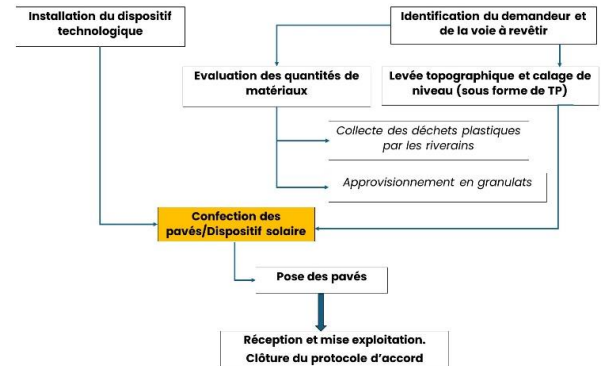 Installation du dispositif
technologique
Identification du demandeur et
de la voie à revêtir
Evaluation des quantités de
matériaux
Levée topographique et calage de
niveau (sous forme de TP)
Collecte des déchets plastiques
par les riverains
Approvisionnement en granulats
Confection des
pavés/Dispositif solaire
Pose des pavés
Réception et mise exploitation.
Clôture du protocole d'accord